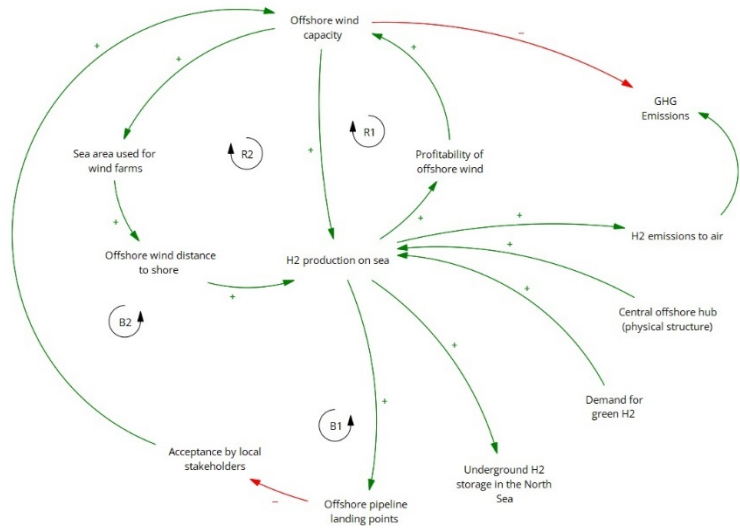 Offshore wind
capacity
+
+
+
−
GHG
Emissions
Sea area used for
wind farms
R2
R1
+
Profitability of
offshore wind
+
+
+
H2 emissions to air
Offshore wind distance
to shore
H2 production on sea
+
+
Central offshore hub
(physical structure)
B2
+
+
Demand for
green H2
+
B1
Acceptance by local
stakeholders
Underground H2
storage in the North
Sea
−
Offshore pipeline
landing points